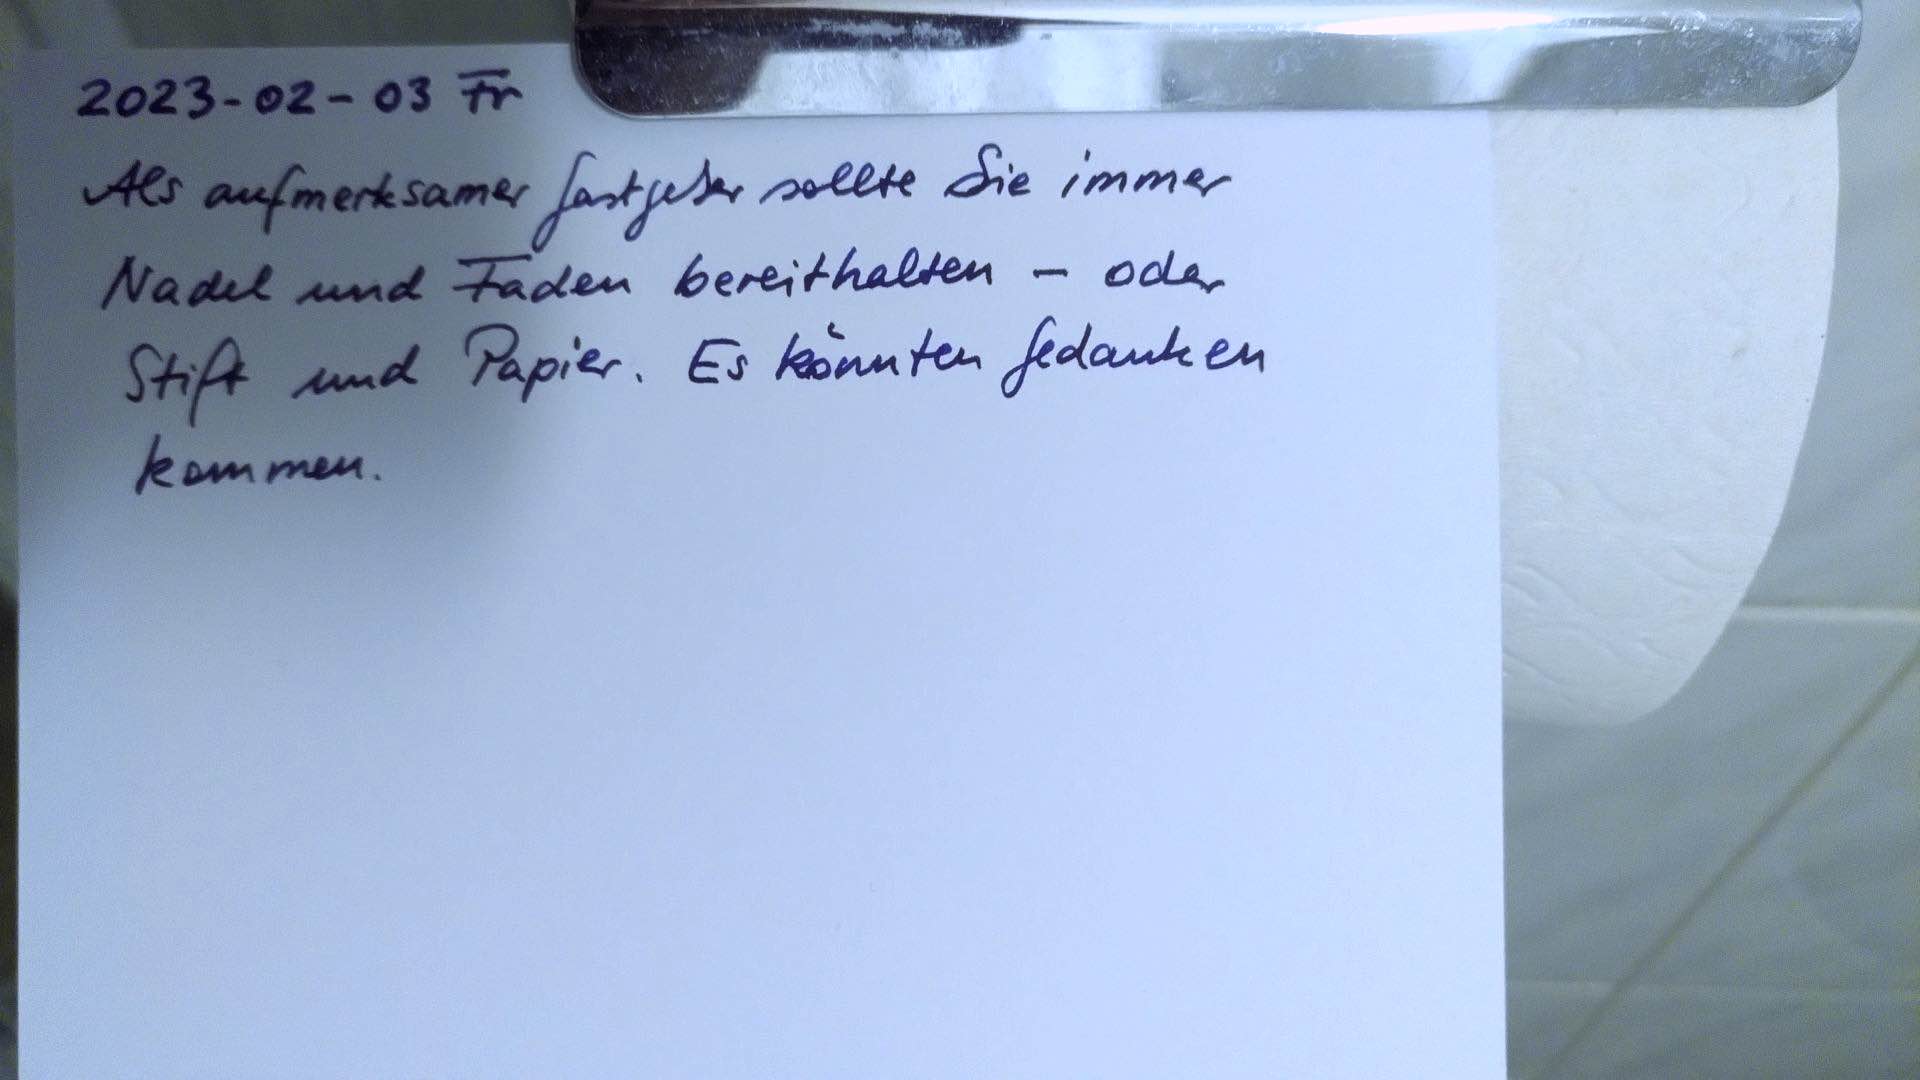 2023-02-03 Fr
Als aufmerksamer Gastgeber sollte Sie immer
Nadel und Faden bereithalten - oder
Stift und Papier. Es könnten Gedanken
kommen.